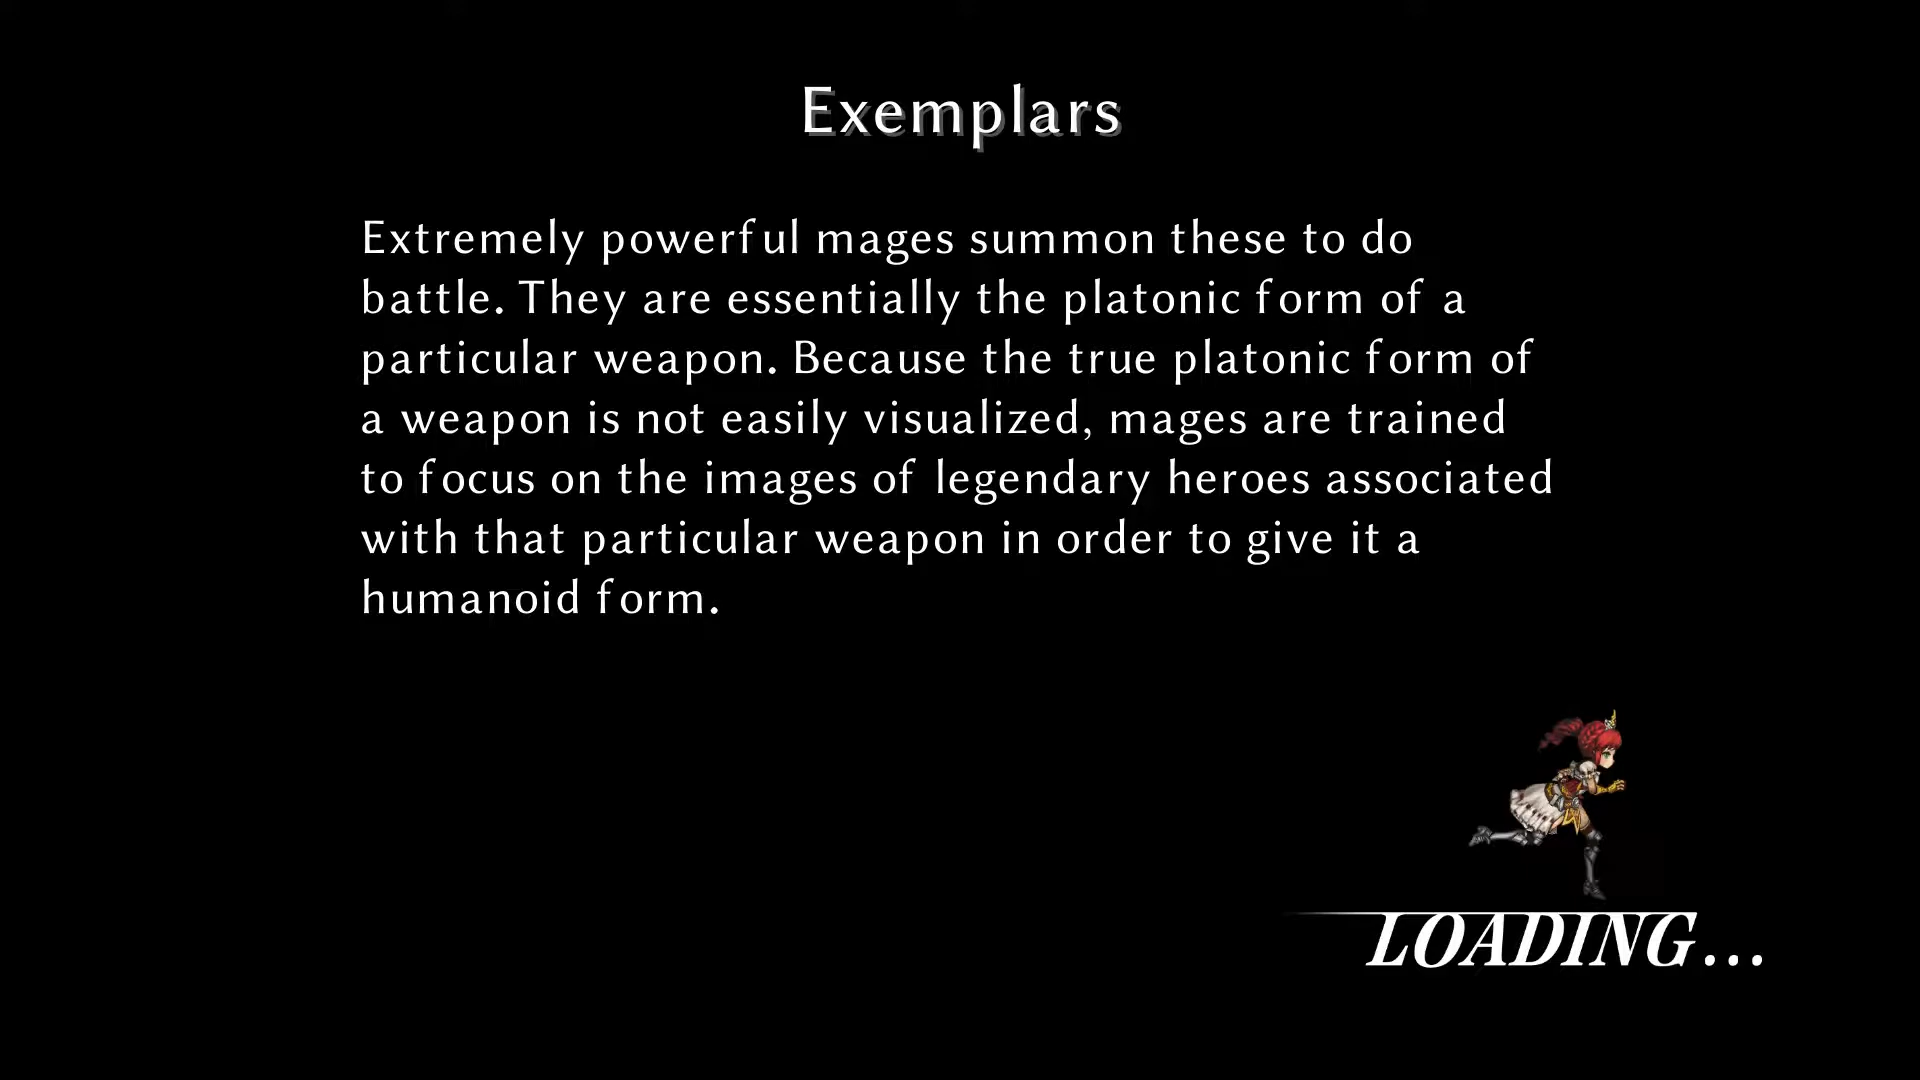 Exemplars
Extremely powerful mages summon these to do
battle. They are essentially the platonic form of a
particular weapon. Because the true platonic form of
a weapon is not easily visualized, mages are trained
to focus on the images of legendary heroes associated
with that particular weapon in order to give it a
humanoid form.
LOADING...